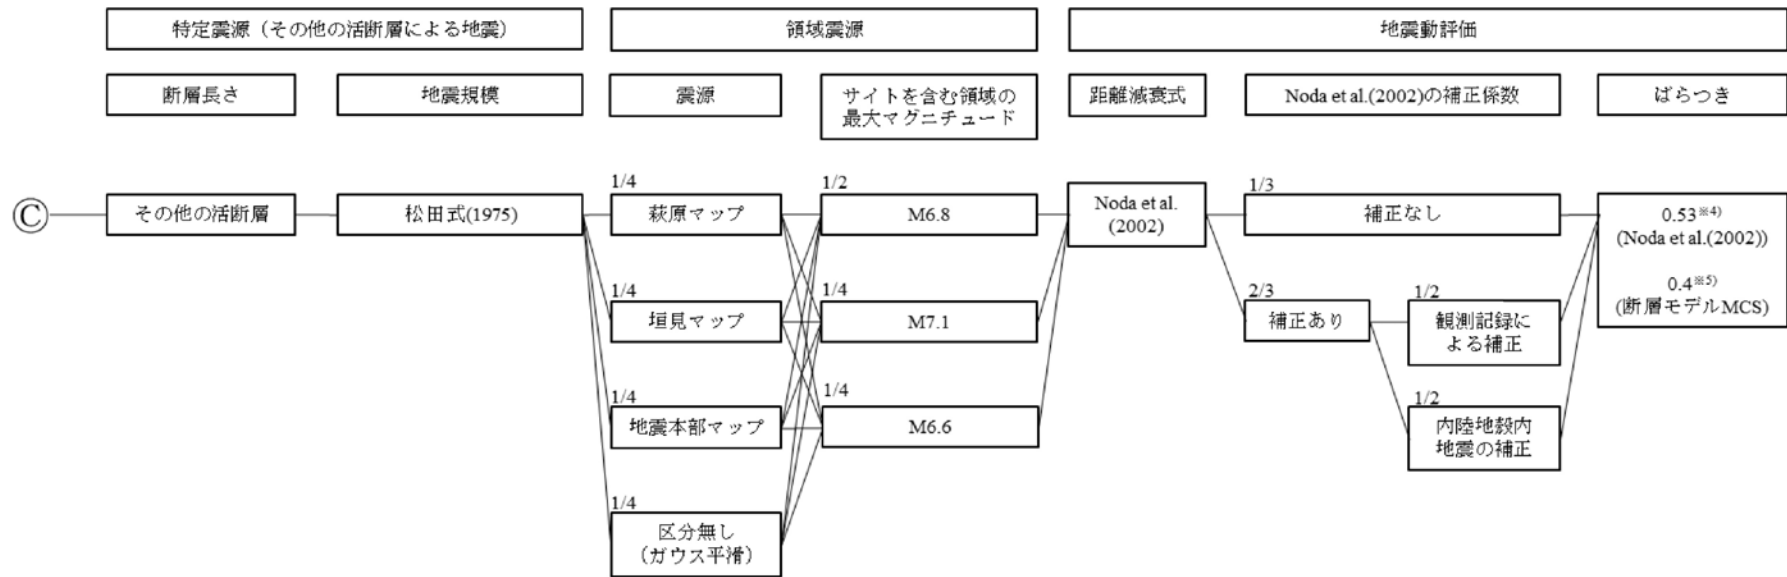 特定震源（その他の活断層による地震）
領域震源
地震動評価
断層長さ
地震規模
震源
サイトを含む領域の
最大マグニチュード
距離減衰式
Noda et al.(2002)の補正係数
ばらつき
Ⓒ
その他の活断層
松田式(1975)
1/4
萩原マップ
1/2
M6.8
Noda et al.
(2002)
1/3
補正なし
0.53※4)
(Noda et al.(2002))
0.4※5)
(断層モデルMCS)
1/4
垣見マップ
1/4
M7.1
2/3
補正あり
1/2
観測記録に
よる補正
1/4
地震本部マップ
1/4
M6.6
1/2
内陸地殻内
地震の補正
1/4
区分無し
（ガウス平滑）